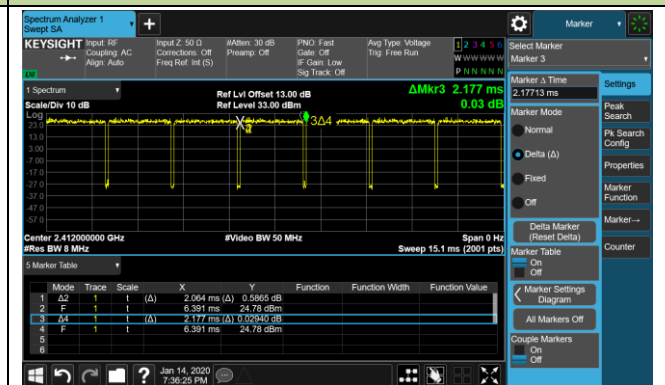 Spectrum Analyzer 1
Swept SA
Marker
KEYSIGHT
Input: RF
Coupling: AC
Align: Auto
Input Z: 50 Ω
Corrections: Off
Freq Ref: Int (S)
#Atten: 30 dB
Preamp: Off
PNO: Fast
Gate: Off
IF Gain: Low
Sig Track: Off
Avg Type: Voltage
Trig: Free Run
1 2 3 4 5 6
W W W W W W
P N N N N N
Select Marker
Marker 3
1 Spectrum
Scale/Div 10 dB
Ref Lvl Offset 13.00 dB
Ref Level 33.00 dBm
ΔMkr3 2.177 ms
0.03 dB
Log
23.0
13.0
3.00
-7.00
-17.0
-27.0
-37.0
-47.0
-57.0
3Δ4
Center 2.412000000 GHz
#Res BW 8 MHz
#Video BW 50 MHz
Span 0 Hz
Sweep 15.1 ms (2001 pts)
5 Marker Table
Mode Trace Scale X Y Function Function Width Function Value
1 Δ2 1 t (Δ) 2.064 ms (Δ) 0.5865 dB
2 F 1 t 6.391 ms 24.78 dBm
3 Δ4 1 t (Δ) 2.177 ms (Δ) 0.02940 dB
4 F 1 t 6.391 ms 24.78 dBm
5
6
Marker Δ Time
2.17713 ms
Marker Mode
Normal
Delta (Δ)
Fixed
Off
Delta Marker
(Reset Delta)
Marker Table
On
Off
Marker Settings
Diagram
All Markers Off
Couple Markers
On
Off
Settings
Peak
Search
Pk Search
Config
Properties
Marker
Function
Marker→
Counter
Jan 14, 2020
7:36:25 PM